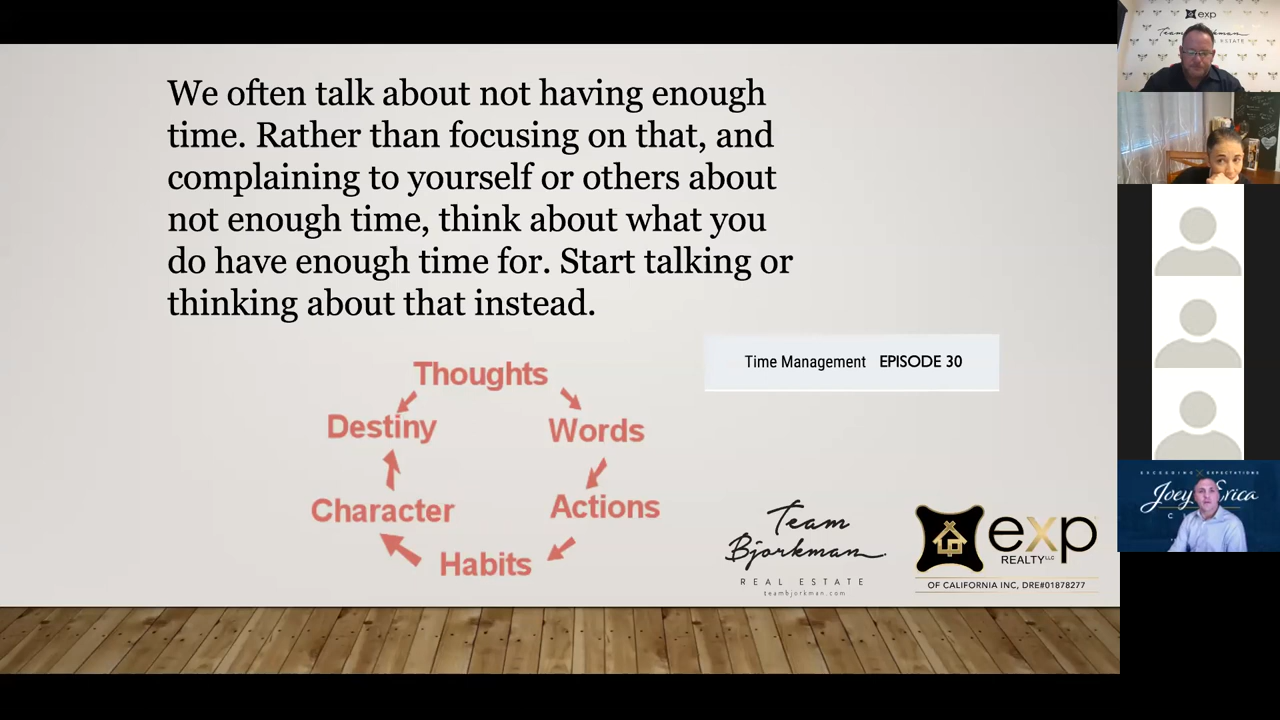 We often talk about not having enough
time. Rather than focusing on that, and
complaining to yourself or others about
not enough time, think about what you
do have enough time for. Start talking or
thinking about that instead.
Time Management EPISODE 30
Thoughts
Destiny
Words
Character
Actions
Habits
Team
Bjorkman
REAL ESTATE
teambjorkman.com
exp
REALTY LLC
OF CALIFORNIA INC, DRE#01878277
exp
EXCEEDING EXPECTATIONS